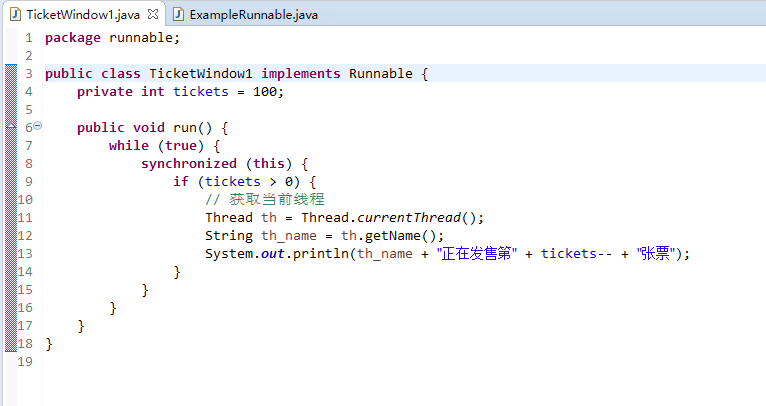 TicketWindow1.java ExampleRunnable.java
1 package runnable;
2
3 public class TicketWindow1 implements Runnable {
4     private int tickets = 100;
5
6     public void run() {
7         while (true) {
8             synchronized (this) {
9                 if (tickets > 0) {
10                     // 获取当前线程
11                     Thread th = Thread.currentThread();
12                     String th_name = th.getName();
13                     System.out.println(th_name + "正在发售第" + tickets-- + "张票");
14                 }
15             }
16         }
17     }
18 }
19